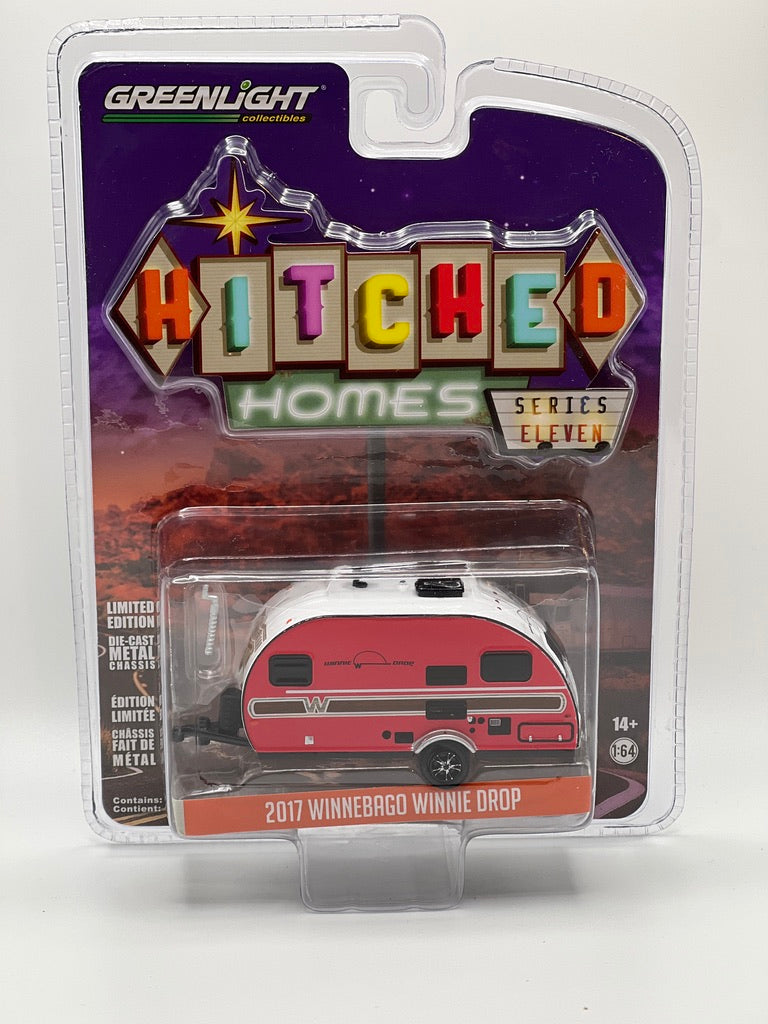 GREENLIGHT®
collectibles
HITCHED
HOMES
SERIES
ELEVEN
LIMITED
EDITION
DIE-CAST
METAL
CHASSIS
ÉDITION
LIMITÉE
CHÂSSIS
FAIT DE
MÉTAL
Contains:
Contient:
WINNIE DROP
W
14+
1:64
2017 WINNEBAGO WINNIE DROP